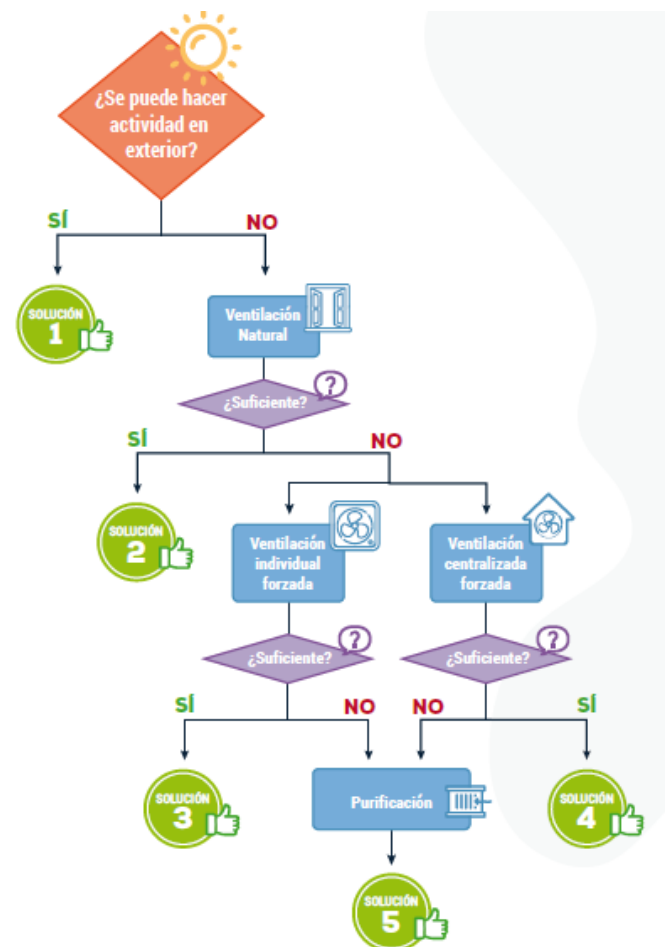 ¿Se puede hacer
actividad en
exterior?
SÍ
NO
SOLUCIÓN
1
Ventilación
Natural
?
¿Suficiente?
SÍ
NO
SOLUCIÓN
2
Ventilación
individual
forzada
Ventilación
centralizada
forzada
?
¿Suficiente?
?
¿Suficiente?
SÍ
NO
NO
SÍ
SOLUCIÓN
3
Purificación
SOLUCIÓN
4
SOLUCIÓN
5